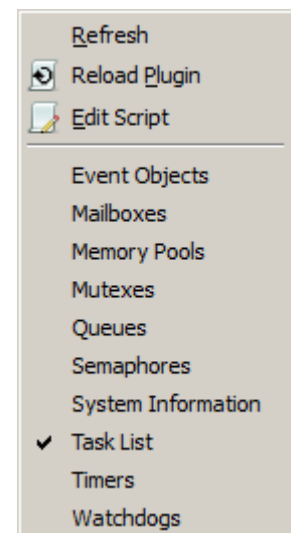 Refresh
Reload Plugin
Edit Script
Event Objects
Mailboxes
Memory Pools
Mutexes
Queues
Semaphores
System Information
Task List
Timers
Watchdogs